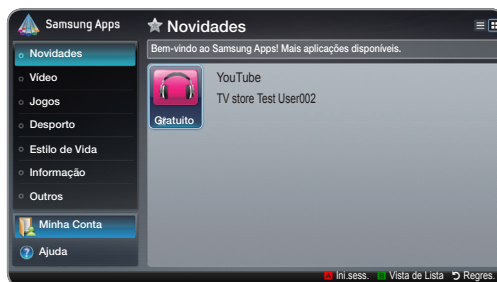 Samsung Apps
Novidades
Vídeo
Jogos
Desporto
Estilo de Vida
Informação
Outros
Minha Conta
Ajuda
Novidades
Bem-vindo ao Samsung Apps! Mais aplicações disponíveis.
YouTube
TV store Test User002
Gratuito
A Ini.sess. B Vista de Lista Regres.